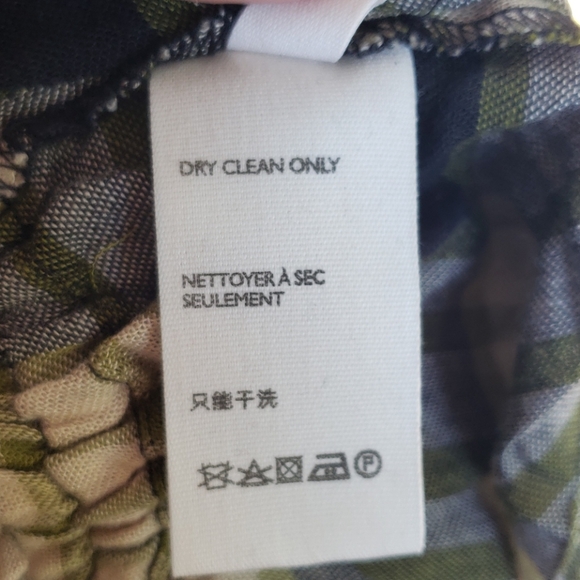 DRY CLEAN ONLY
NETTOYER À SEC
SEULEMENT
只能干洗
P